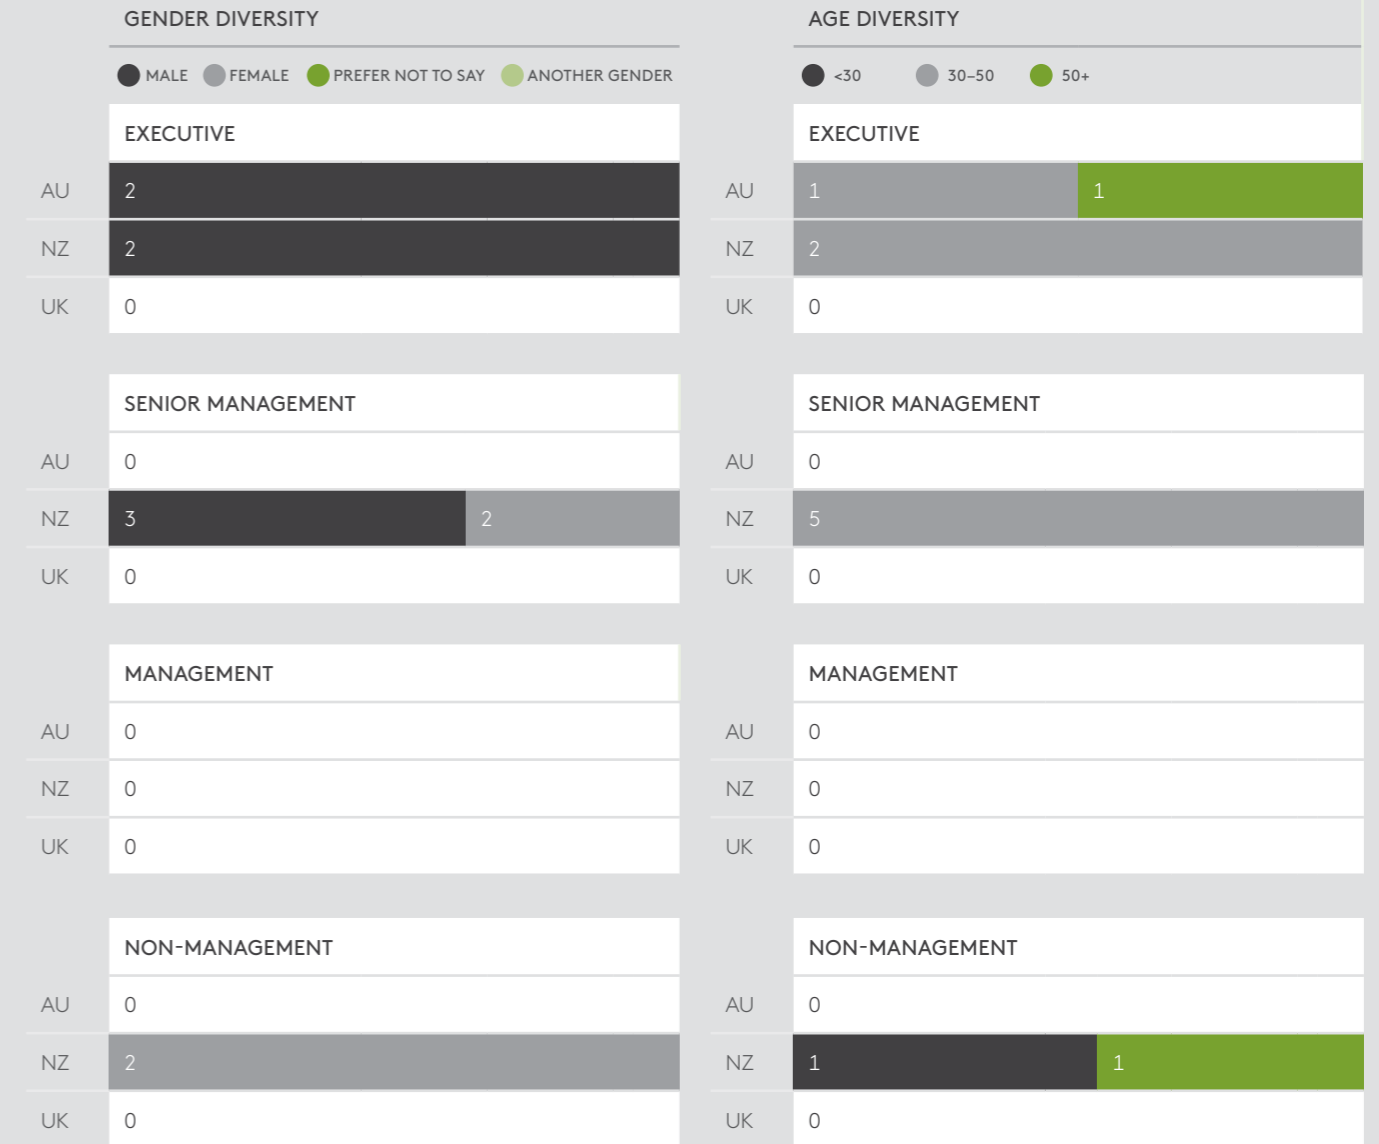 GENDER DIVERSITY
MALE FEMALE PREFER NOT TO SAY ANOTHER GENDER
EXECUTIVE
AU 2
NZ 2
UK 0
SENIOR MANAGEMENT
AU 0
NZ 3 2
UK 0
MANAGEMENT
AU 0
NZ 0
UK 0
NON-MANAGEMENT
AU 0
NZ 2
UK 0
AGE DIVERSITY
<30 30–50 50+
EXECUTIVE
AU 1 1
NZ 2
UK 0
SENIOR MANAGEMENT
AU 0
NZ 5
UK 0
MANAGEMENT
AU 0
NZ 0
UK 0
NON-MANAGEMENT
AU 0
NZ 1 1
UK 0